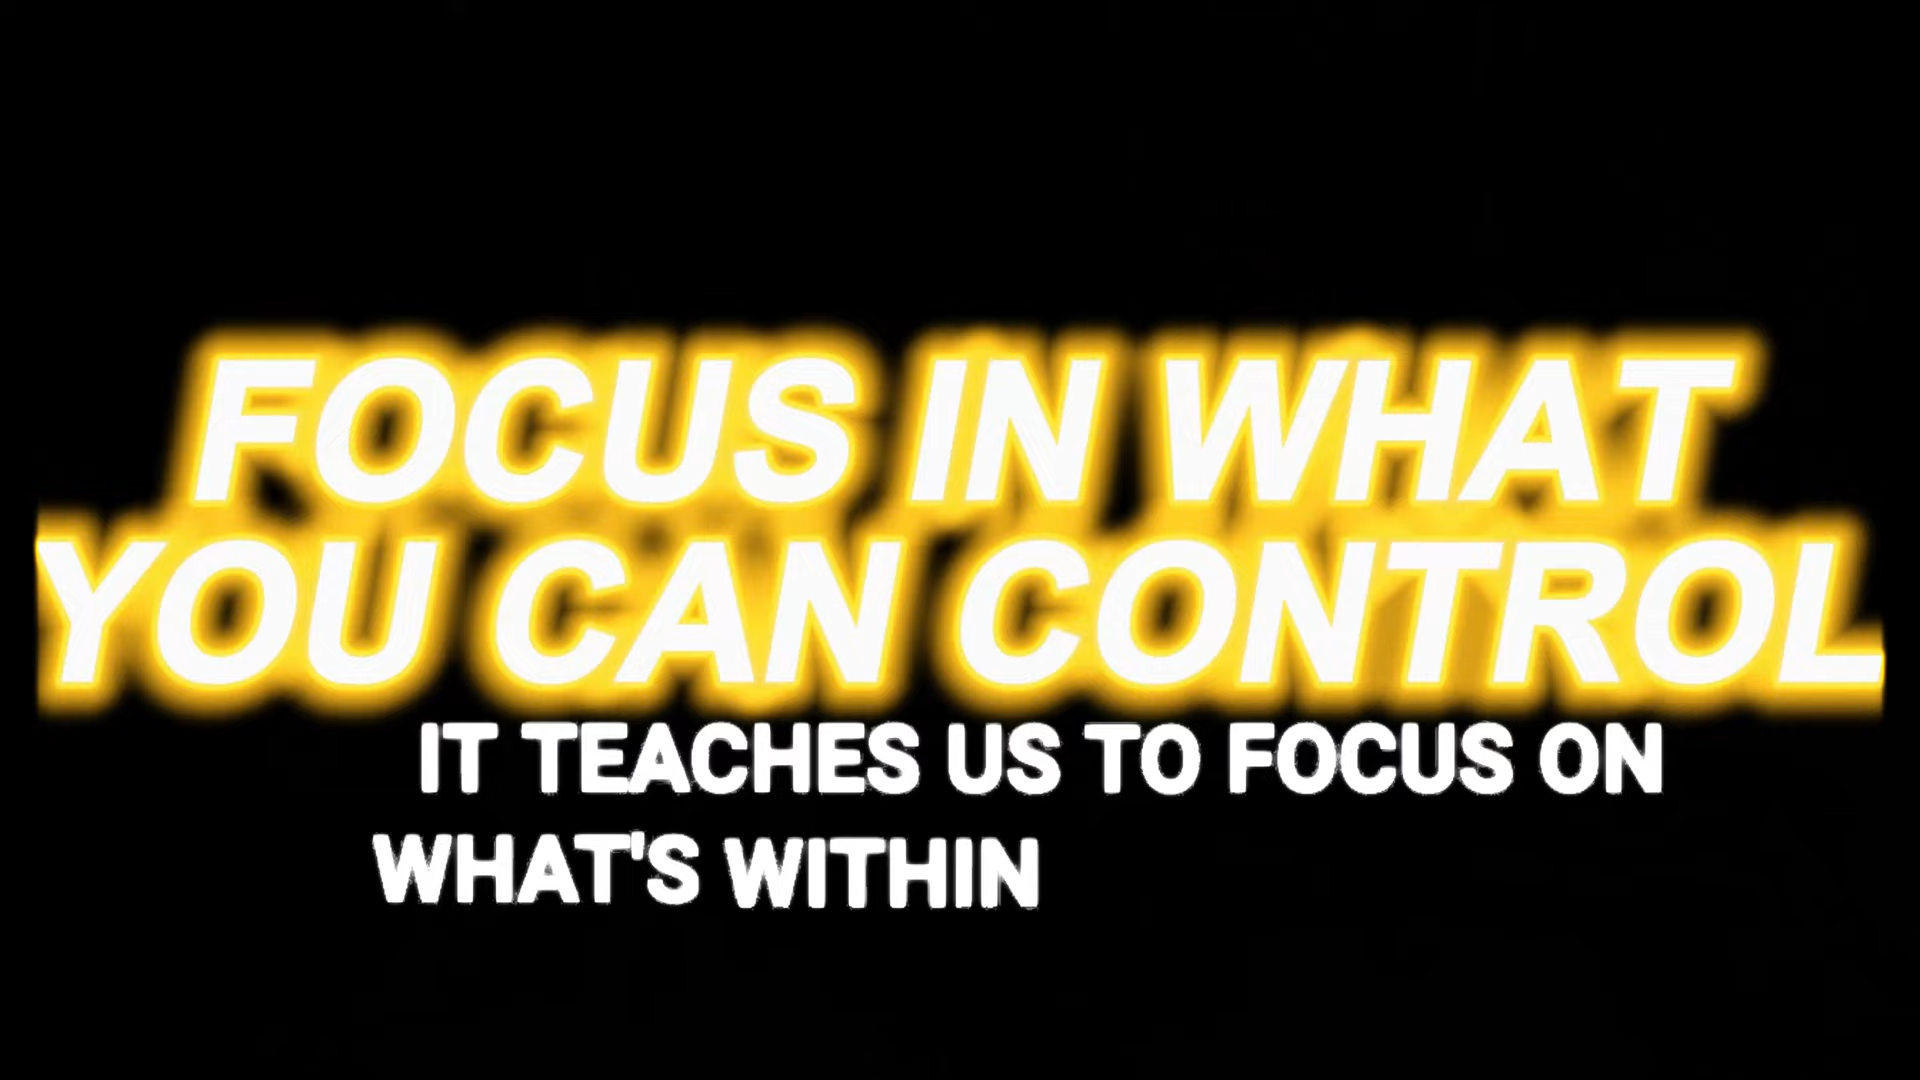 FOCUS IN WHAT
YOU CAN CONTROL
IT TEACHES US TO FOCUS ON
WHAT'S WITHIN